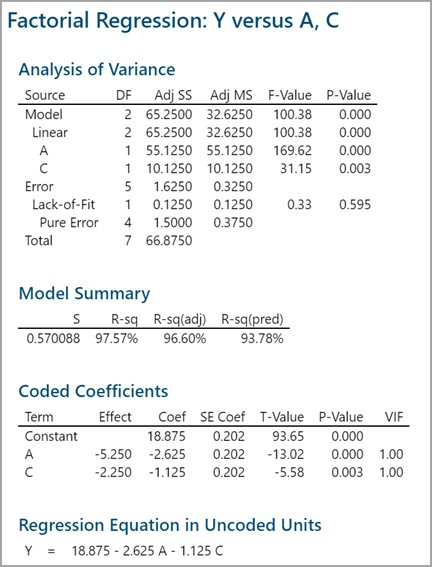 Factorial Regression: Y versus A, C
Analysis of Variance
Source DF Adj SS Adj MS F-Value P-Value
Model 2 65.2500 32.6250 100.38 0.000
Linear 2 65.2500 32.6250 100.38 0.000
A 1 55.1250 55.1250 169.62 0.000
C 1 10.1250 10.1250 31.15 0.003
Error 5 1.6250 0.3250
Lack-of-Fit 1 0.1250 0.1250 0.33 0.595
Pure Error 4 1.5000 0.3750
Total 7 66.8750
Model Summary
S R-sq R-sq(adj) R-sq(pred)
0.570088 97.57% 96.60% 93.78%
Coded Coefficients
Term Effect Coef SE Coef T-Value P-Value VIF
Constant 18.875 0.202 93.65 0.000
A -5.250 -2.625 0.202 -13.02 0.000 1.00
C -2.250 -1.125 0.202 -5.58 0.003 1.00
Regression Equation in Uncoded Units
Y = 18.875 - 2.625 A - 1.125 C